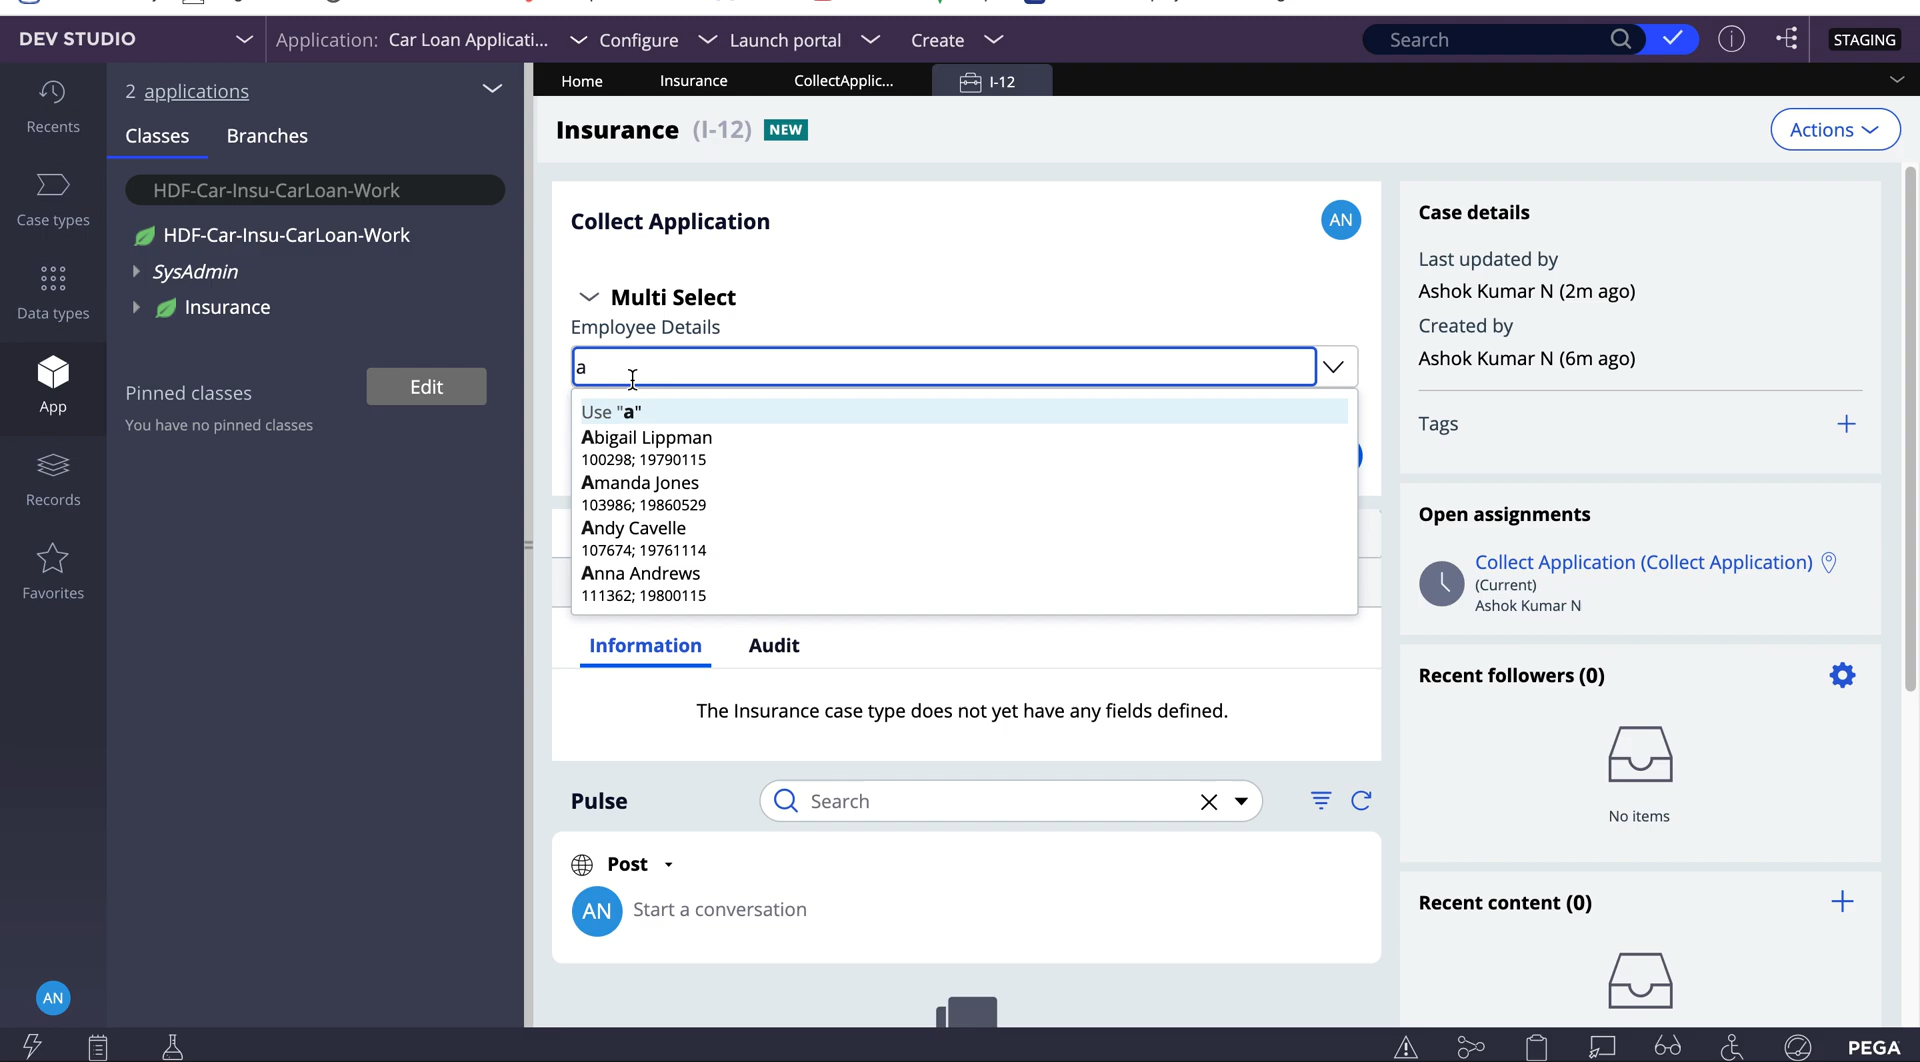 DEV STUDIO
Application: Car Loan Applicati...
Configure
Launch portal
Create
Search
STAGING
Recents
Case types
Data types
App
Records
Favorites
AN
2 applications
Classes
Branches
HDF-Car-Insu-CarLoan-Work
HDF-Car-Insu-CarLoan-Work
SysAdmin
Insurance
Pinned classes
Edit
You have no pinned classes
Home
Insurance
CollectApplic...
I-12
Insurance (I-12) NEW
Actions
Collect Application
AN
Multi Select
Employee Details
a
Use "a"
Abigail Lippman
100298; 19790115
Amanda Jones
103986; 19860529
Andy Cavelle
107674; 19761114
Anna Andrews
111362; 19800115
Information
Audit
The Insurance case type does not yet have any fields defined.
Pulse
Search
Post
AN
Start a conversation
Case details
Last updated by
Ashok Kumar N (2m ago)
Created by
Ashok Kumar N (6m ago)
Tags
Open assignments
Collect Application (Collect Application)
(Current)
Ashok Kumar N
Recent followers (0)
No items
Recent content (0)
PEGA